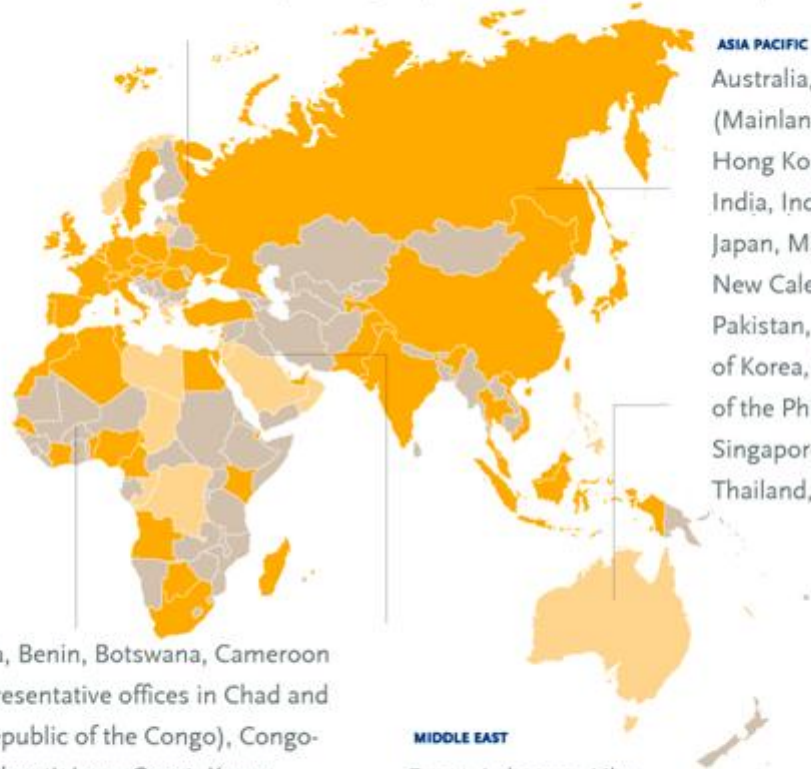 ASIA PACIFIC
Australia,
(Mainlan
Hong Ko
India, Ind
Japan, M
New Cale
Pakistan,
of Korea,
of the Ph
Singapor
Thailand,
a, Benin, Botswana, Cameroon
resentative offices in Chad and
epublic of the Congo), Congo-
MIDDLE EAST